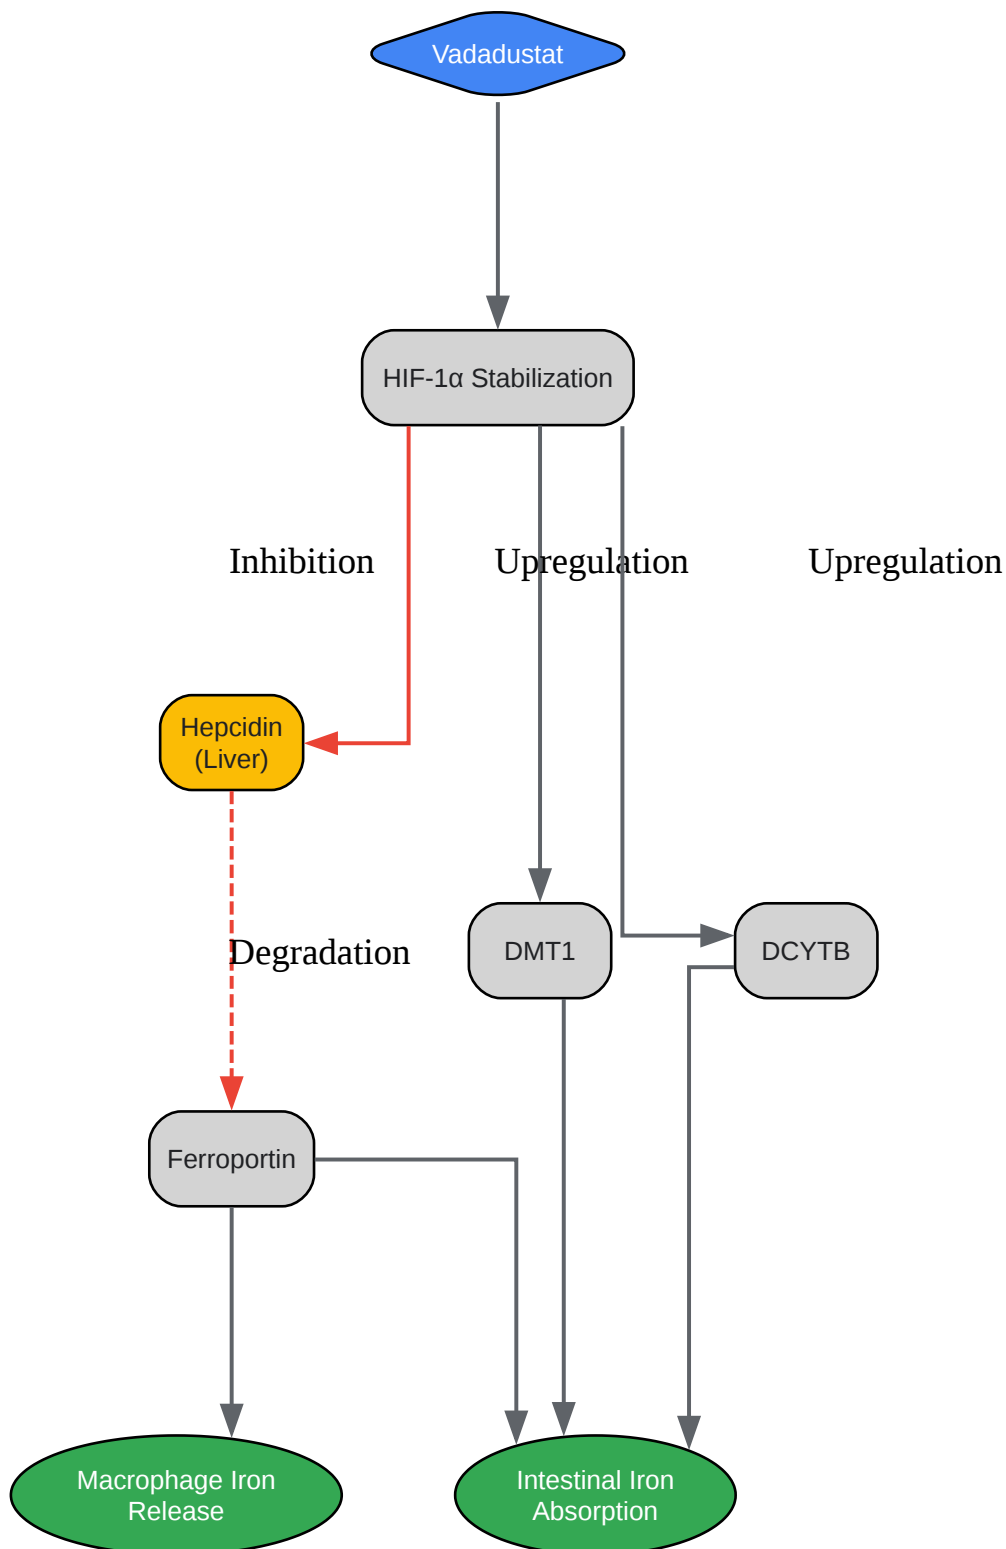 Vadadustat
HIF-1α Stabilization
Inhibition
Upregulation
Upregulation
Hepcidin
(Liver)
Degradation
DMT1
DCYTB
Ferroportin
Macrophage Iron
Release
Intestinal Iron
Absorption